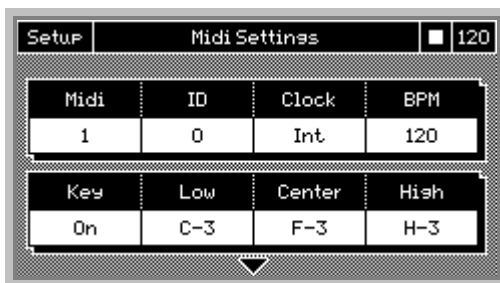 Setup Midi Settings 120
Midi ID Clock BPM
1 0 Int 120
Key Low Center High
On C-3 F-3 H-3